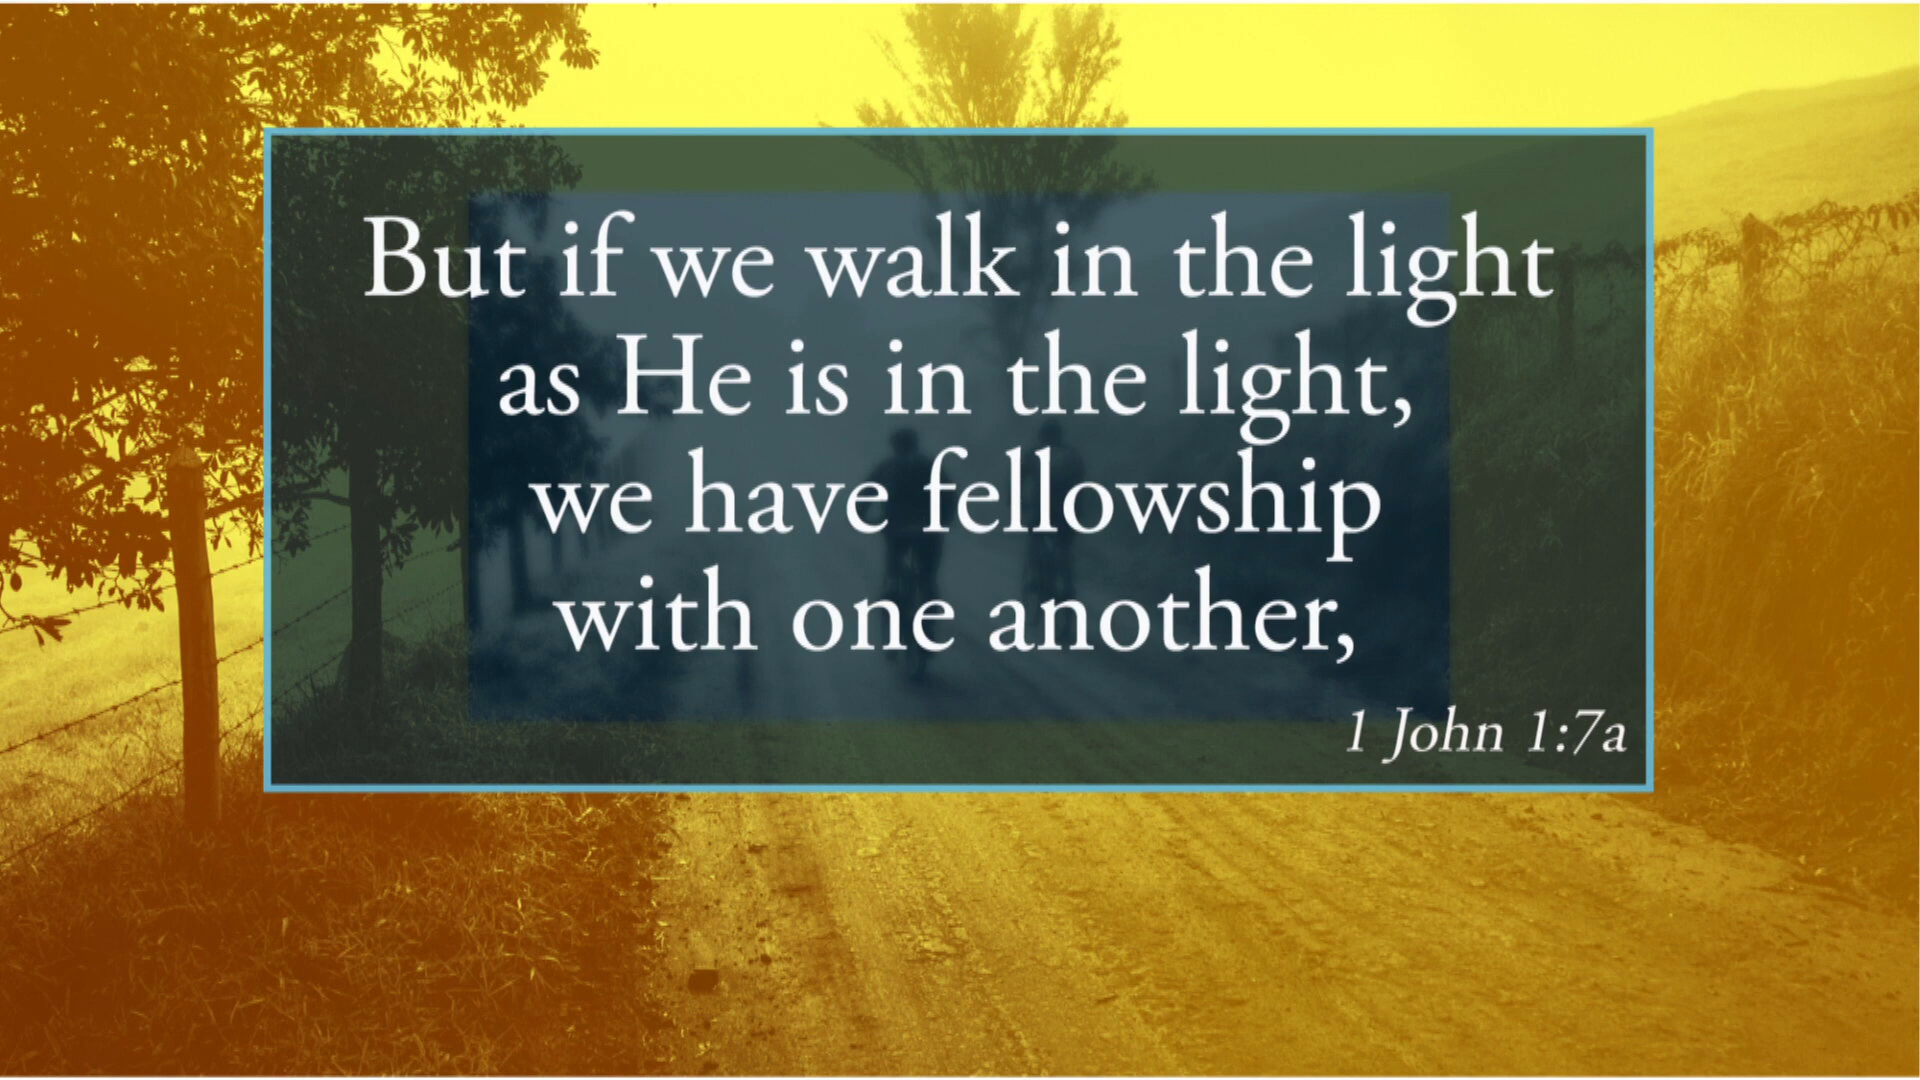 But if we walk in the light
as He is in the light,
we have fellowship
with one another,
1 John 1:7a